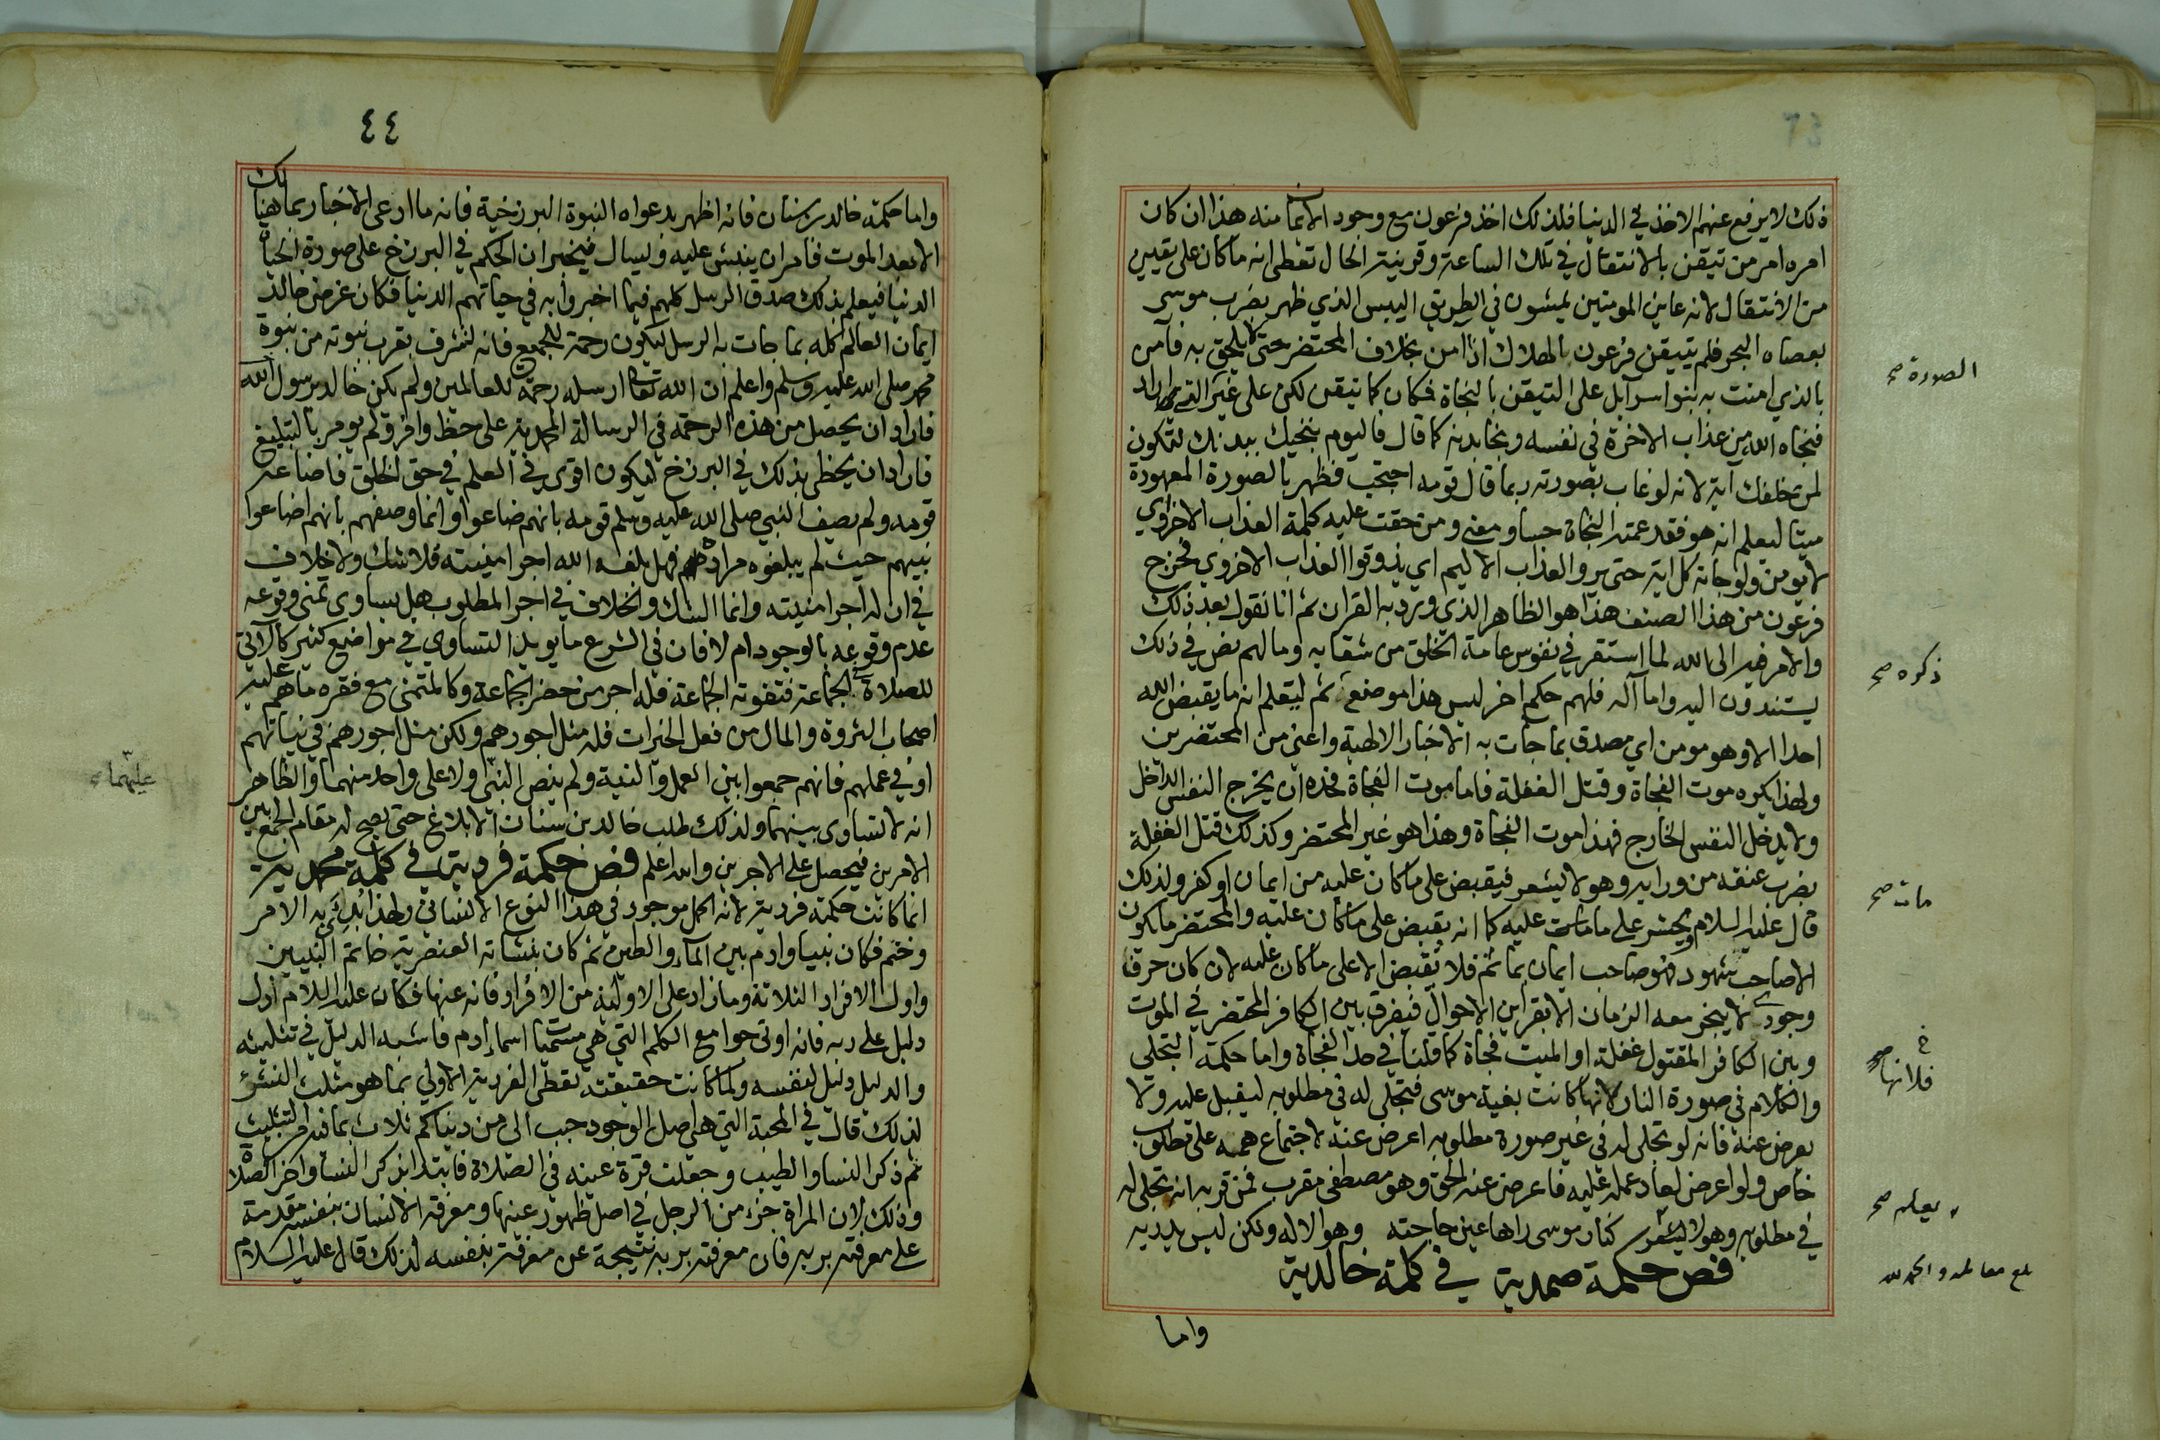 ذلك لا يرفع عنهم الاخذ في الدنيا فلذلك اخذ فرعون مع وجود الايمان منه هذا ان كان
امره امر من تيقن بالانتقال في تلك الساعة وقرينة الحال تعطي انه ما كان على يقين
من الانتقال لانه عاين المومنين يمشون في الطريق اليبس الذي ظهر بضرب موسى
بعصاه البحر فلم يتيقن فرعون بالهلاك اذا امن بخلاف المحتضر حتى لا يلحق به فآمن
بالذي امنت به بنوا اسرآيل على التيقن بالنجاة فكان كما تيقن لكن على غير التي اراد
فنجاه الله من عذاب الاخرة في نفسه ونجا بدنه كما قال فاليوم ننجيك ببدنك لتكون
لمن خلفك آية لانه لو غاب بصورته ربما قال قومه احتجب فظهر بالصورة المعهودة
ميتا ليعلم انه هو فقد عمته النجاة حسا ومعنى ومن حقت عليه كلمة العذاب الاخروي
لا يومن ولو جاته كل اية حتى يروا العذاب الاليم اي يذوقوا العذاب الاخروي فخرج
فرعون من هذا الصنف هذا هو الظاهر الذي ورد به القران ثم انا نقول بعد ذلك
والامر فيه الى الله لما استقر في نفوس عامة الخلق من شقايه وما لهم نص في ذلك
يستندون اليه واما آله فلهم حكم اخر ليس هذا موضعه ثم ليتعلم انه ما يقبض الله
احدا الا وهو مومن اي مصدق بما جات به الاخبار الالهية واعني من المحتضرين
ولهذا يكره موت الفجاة وقتل الغفلة فاما موت الفجاة فحده ان يخرج النفس الداخل
ولا يدخل النفس الخارج فهذا موت الفجاة وهذا هو غير المحتضر وكذلك قتل الغفلة
بضرب عنقه من ورايه وهو لا يشعر فيقبض على ما كان عليه من ايمان او كفر ولذلك
قال عليه السلام ويحشر على ما مات عليه كما انه يقبض على ما كان عليه والمحتضر ما يكون
الا صاحب شهود فهو صاحب ايمان بما ثم فلا يقبض الا على ما كان عليه لان كان حرف
وجودي لا ينجر معه الزمان الا بقراين الاحوال فيفرق بين الكافر المحتضر في الموت
وبين الكافر المقتول غفلة او الميت فجاة كما قلنا في حد الفجاة واما حكمة التجلي
والكلام في صورة النار لانها كانت بغية موسى فتجلى له في مطلوبه ليقبل عليه ولا
يعرض عنه فانه لو تجلى له في غير صورة مطلوبه اعرض عنه لاجتماع همه على مطلوب
خاص ولو اعرض لعاد عمله عليه فاعرض عنه الحق وهو مصطفى مقرب فمن قربه انه تجلى له
في مطلوبه وهو لا يشعر كنار موسى راها عين حاجته وهو الاله ولكن ليس يدريه
فص حكمة صمدية في كلمة خالدية
واما
الصورة صح
ذكره صح
مات صح
خ
فلانها صح
يعلم صح
بلغ مقابلة والحمد لله
٤٤
واما حكمة خالد بن سنان فانه اظهر بدعواه النبوة البرزخية فانه ما ادعى الاخبار بما هنالك
الا بعد الموت فامر ان ينبش عليه ويسال فيخبر ان الحكم في البرزخ على صورة الحياة
الدنيا فيعلم بذلك صدق الرسل كلهم فيما اخبروا به في حياتهم الدنيا فكان غرض خالد
ايمان العالم كله بما جات به الرسل ليكون رحمة للجميع فانه تشرف بقرب نبوته من نبوة
محمد صلى الله عليه وسلم واعلم ان الله تعالى ارسله رحمة للعالمين ولم يكن خالد برسول الله
فاراد ان يحصل من هذه الرحمة في الرسالة المحمدية على حظ وافر ولم يومر بالتبليغ
فاراد ان يحظى بذلك في البرزخ ليكون اقوى في العلم في حق الخلق فاضاعه
قومه ولم يصف النبي صلى الله عليه وسلم قومه بانهم ضاعوا وانما وصفهم بانهم اضاعوا
نبيهم حيث لم يبلغوه مراده فهل بلغه الله اجر امنيته فلا شك ولا خلاف
في ان له اجر امنيته وانما الشك والخلاف في اجر المطلوب هل يساوي تمني وقوعه
عدم وقوعه بالوجود ام لا فان في الشرع ما يويد التساوي في مواضع كثير كالآتي
للصلاة في الجماعة فتفوته الجماعة فله اجر من حضر الجماعة وكالمتمني مع فقره ما هم عليه
اصحاب الثروة والمال من فعل الخيرات فله مثل اجورهم ولكن مثل اجورهم في نياتهم
او في عملهم فانهم جمعوا بين العمل والنية ولم ينص النبي ولا على واحد منهما والظاهر
انه لا تساوي بينهما ولذلك طلب خالد بن سنان الابلاغ حتى يصح له مقام الجمع بين
الامرين فيحصل على الاجرين والله اعلم فص حكمة فردية في كلمة محمدية
انما كانت حكمته فردية لانه اكمل موجود في هذا النوع الانساني ولهذا بُدِئَ به الامر
وختم فكان نبيا وادم بين المآء والطين ثم كان بنشاته العنصرية خاتم النبيين
واول الافراد الثلاثة وما زاد على الاولية من الافراد فانه عنها فكان عليه السلام ادل
دليل على ربه فانه اوتى جوامع الكلم التي هي مسميات اسماء ادم فاشبه الدليل في تثليثه
والدليل دليل لنفسه ولما كانت حقيقته تعطى الفردية الاولي بما هو مثلث النشئ
لذلك قال في المحبة التي هي اصل الوجود حبب الى من دنياكم ثلاث بما فيه من التثليث
ثم ذكر النسا والطيب وجعلت قرة عينه في الصلاة فابتدا بذكر النسا واخر الصلاة
وذلك لان المراة جزء من الرجل في اصل ظهور عينها ومعرفة الانسان بنفسه مقدمة
على معرفته بربه فان معرفته بربه نتيجة عن معرفته بنفسه لذلك قال عليه السلام
عليهما